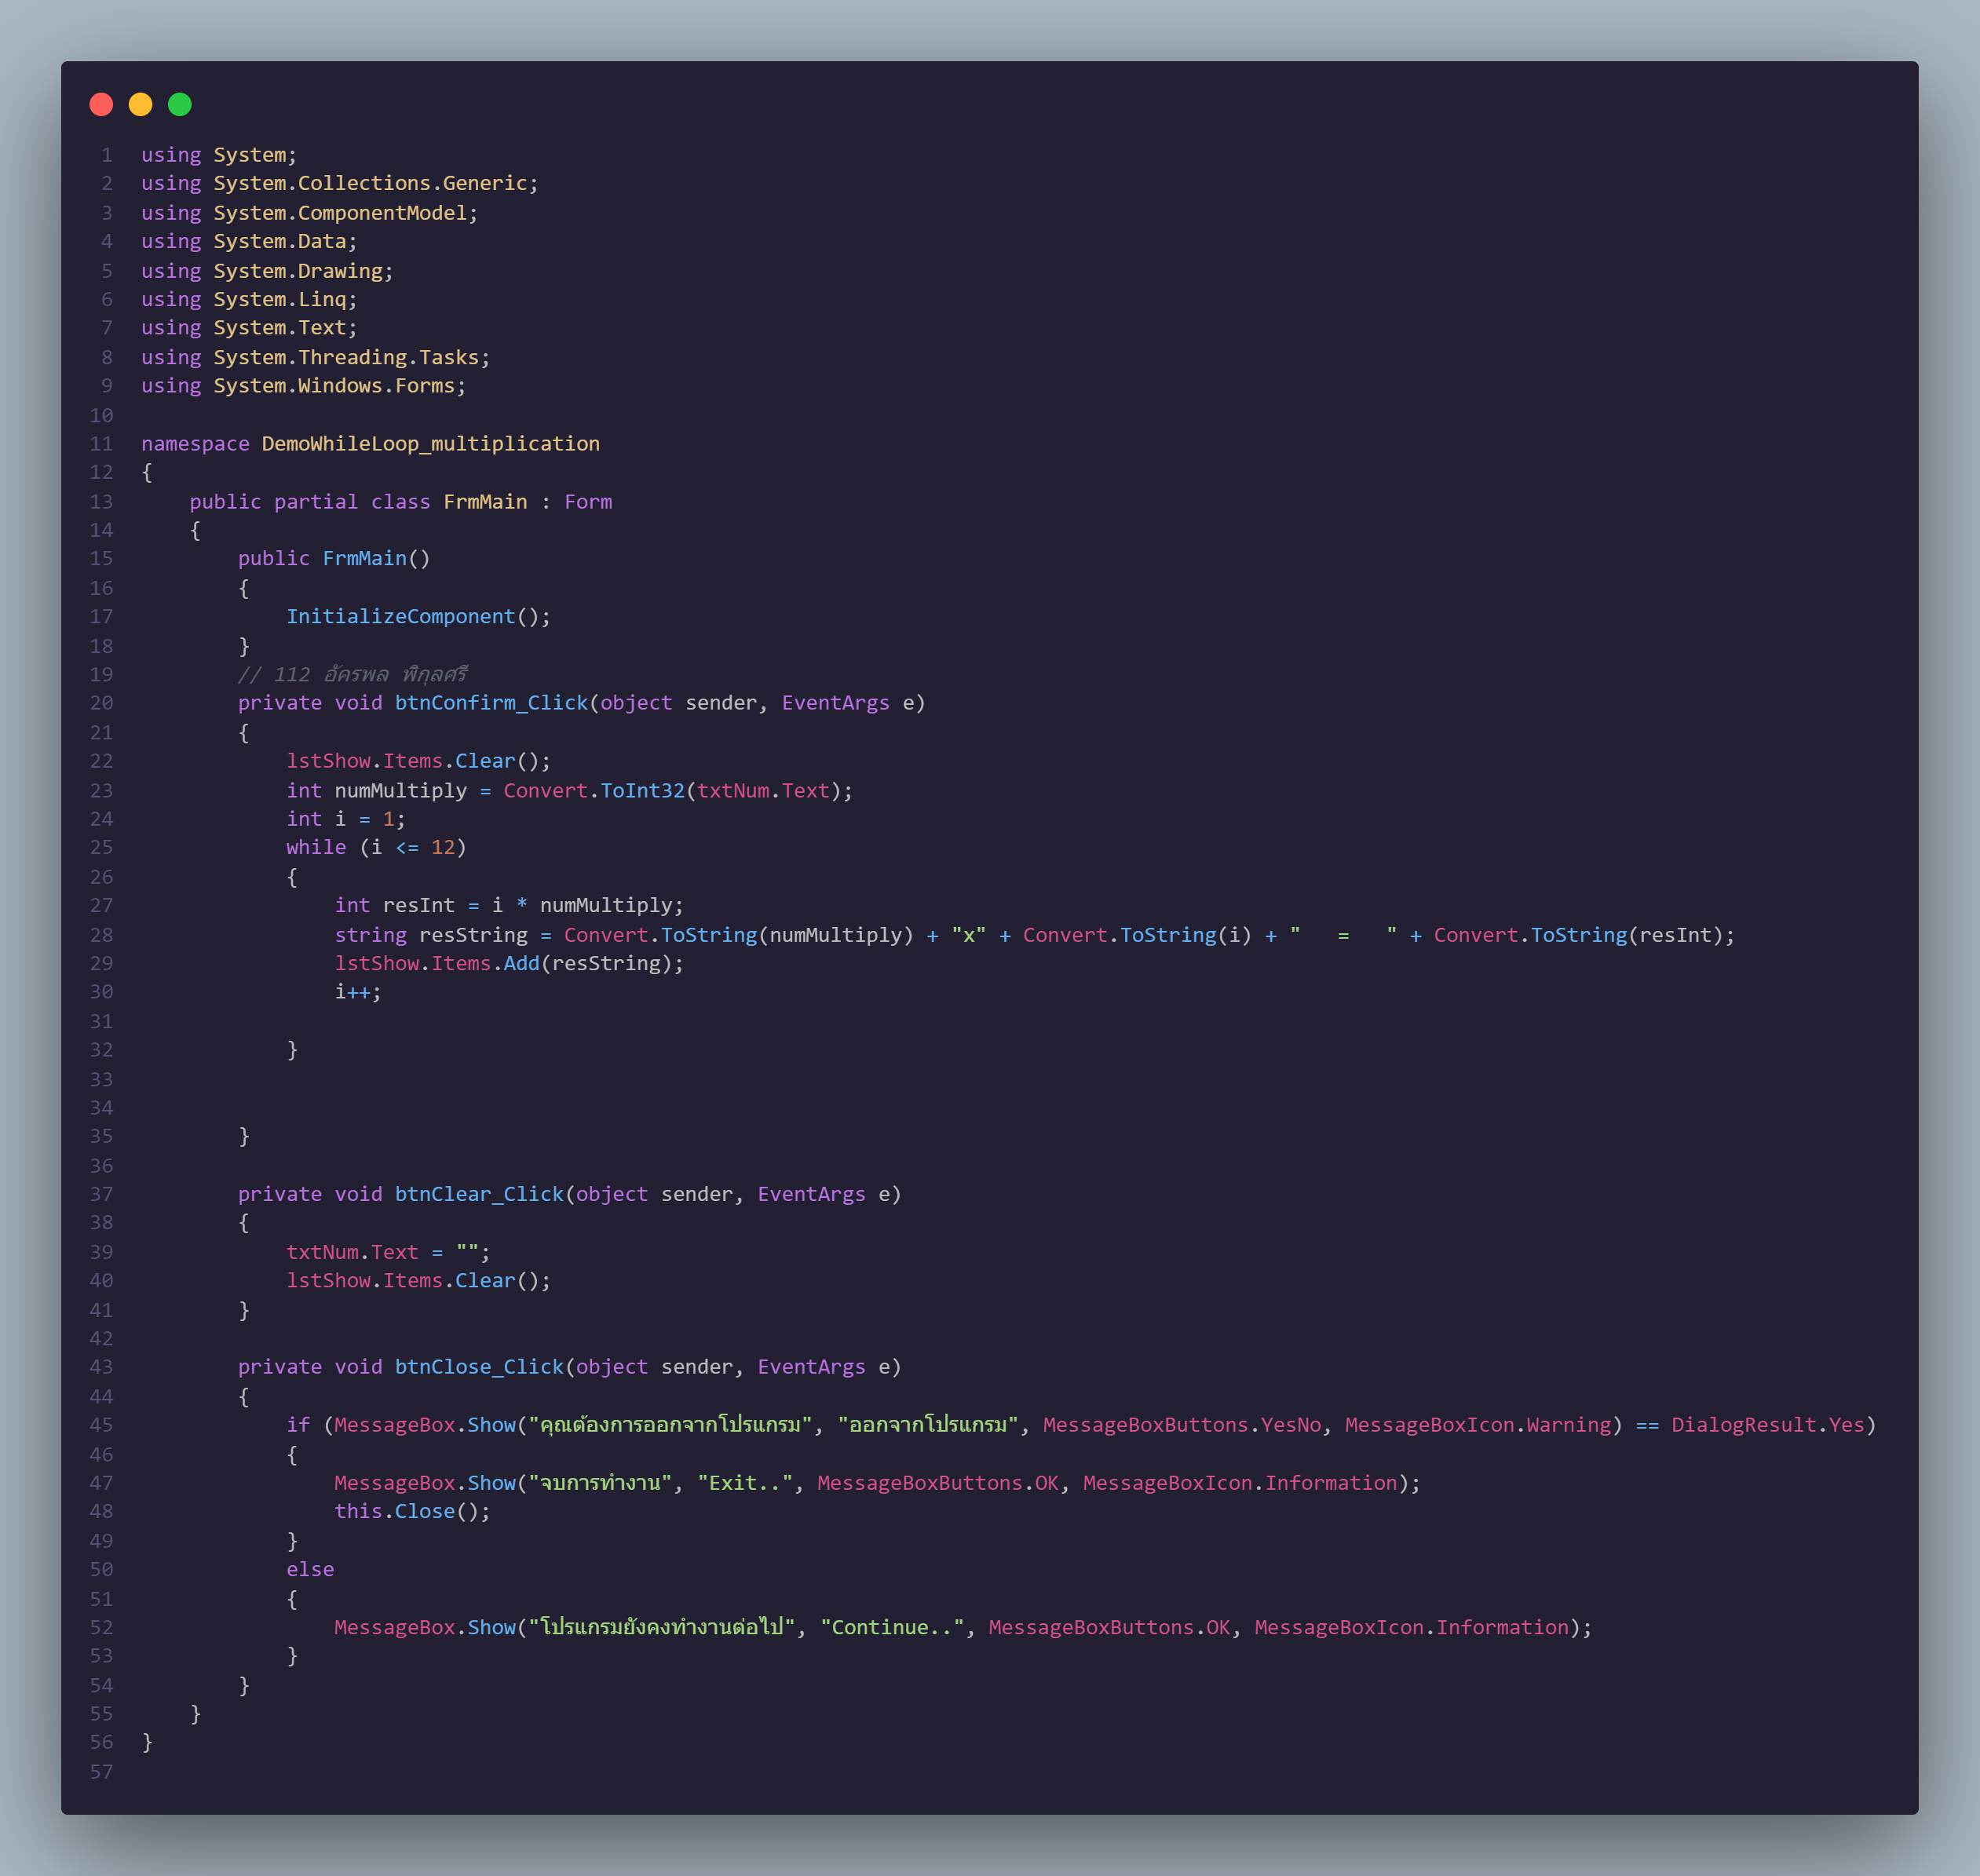 1 using System;
2 using System.Collections.Generic;
3 using System.ComponentModel;
4 using System.Data;
5 using System.Drawing;
6 using System.Linq;
7 using System.Text;
8 using System.Threading.Tasks;
9 using System.Windows.Forms;
10
11 namespace DemoWhileLoop_multiplication
12 {
13     public partial class FrmMain : Form
14     {
15         public FrmMain()
16         {
17             InitializeComponent();
18         }
19         // 112 อัครพล พิกุลศรี
20         private void btnConfirm_Click(object sender, EventArgs e)
21         {
22             lstShow.Items.Clear();
23             int numMultiply = Convert.ToInt32(txtNum.Text);
24             int i = 1;
25             while (i <= 12)
26             {
27                 int resInt = i * numMultiply;
28                 string resString = Convert.ToString(numMultiply) + "x" + Convert.ToString(i) + "   =   " + Convert.ToString(resInt);
29                 lstShow.Items.Add(resString);
30                 i++;
31
32             }
33
34
35         }
36
37         private void btnClear_Click(object sender, EventArgs e)
38         {
39             txtNum.Text = "";
40             lstShow.Items.Clear();
41         }
42
43         private void btnClose_Click(object sender, EventArgs e)
44         {
45             if (MessageBox.Show("คุณต้องการออกจากโปรแกรม", "ออกจากโปรแกรม", MessageBoxButtons.YesNo, MessageBoxIcon.Warning) == DialogResult.Yes)
46             {
47                 MessageBox.Show("จบการทำงาน", "Exit..", MessageBoxButtons.OK, MessageBoxIcon.Information);
48                 this.Close();
49             }
50             else
51             {
52                 MessageBox.Show("โปรแกรมยังคงทำงานต่อไป", "Continue..", MessageBoxButtons.OK, MessageBoxIcon.Information);
53             }
54         }
55     }
56 }
57